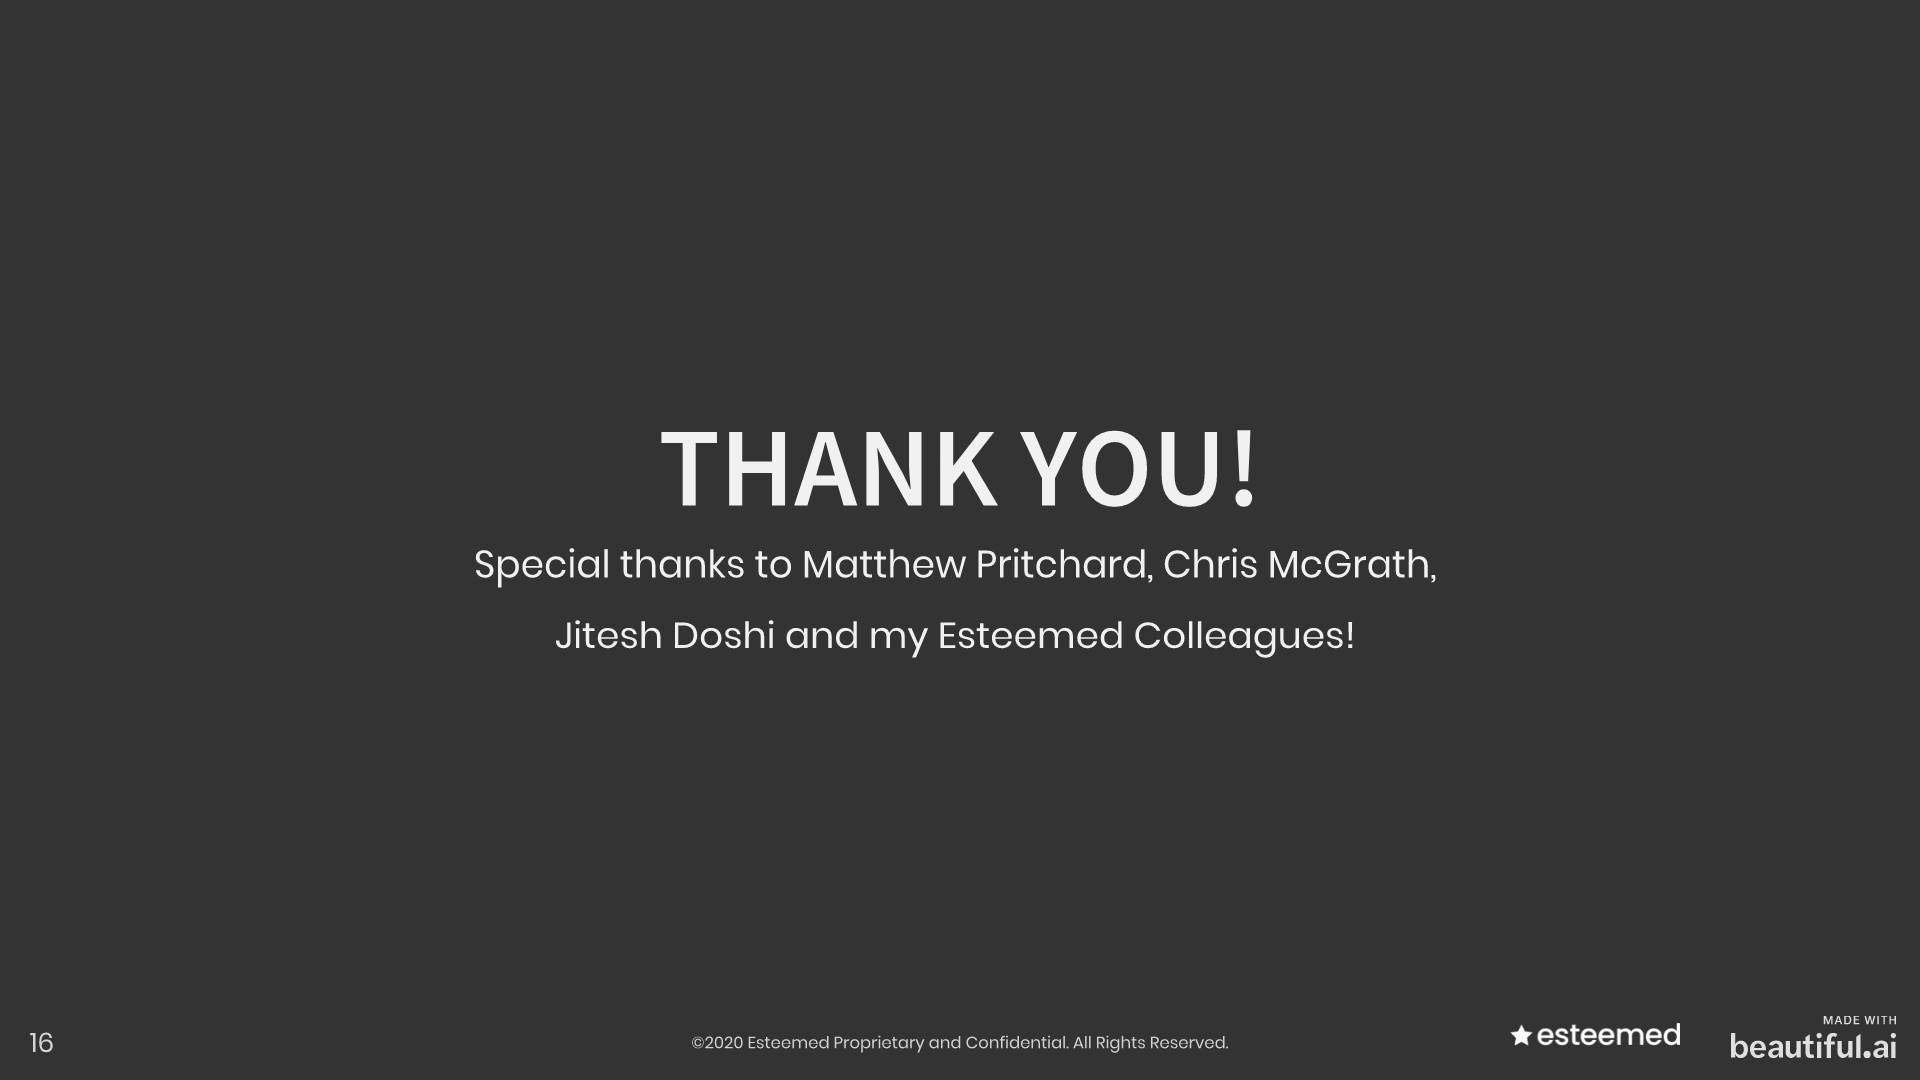 THANK YOU!
Special thanks to Matthew Pritchard, Chris McGrath,
Jitesh Doshi and my Esteemed Colleagues!
16
©2020 Esteemed Proprietary and Confidential. All Rights Reserved.
esteemed
MADE WITH
beautiful.ai